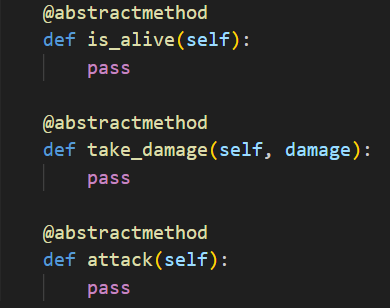 @abstractmethod
def is_alive(self):
    pass

@abstractmethod
def take_damage(self, damage):
    pass

@abstractmethod
def attack(self):
    pass